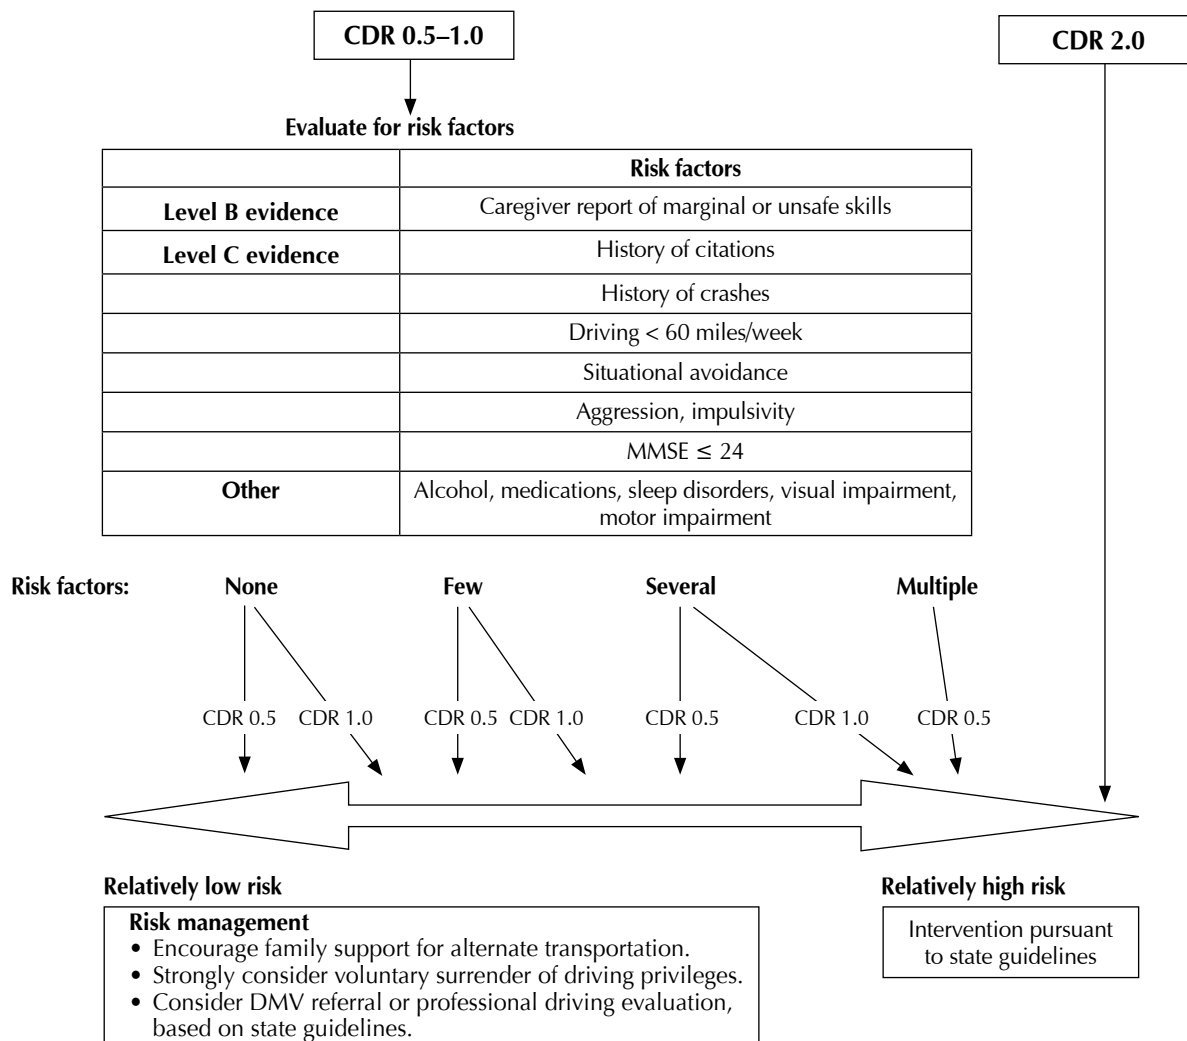 CDR 0.5–1.0
CDR 2.0
Evaluate for risk factors
Risk factors
Level B evidence
Caregiver report of marginal or unsafe skills
Level C evidence
History of citations
History of crashes
Driving < 60 miles/week
Situational avoidance
Aggression, impulsivity
MMSE ≤ 24
Other
Alcohol, medications, sleep disorders, visual impairment,
motor impairment
Risk factors:
None
Few
Several
Multiple
CDR 0.5
CDR 1.0
CDR 0.5
CDR 1.0
CDR 0.5
CDR 1.0
CDR 0.5
Relatively low risk
Risk management
• Encourage family support for alternate transportation.
• Strongly consider voluntary surrender of driving privileges.
• Consider DMV referral or professional driving evaluation,
based on state guidelines.
Relatively high risk
Intervention pursuant
to state guidelines